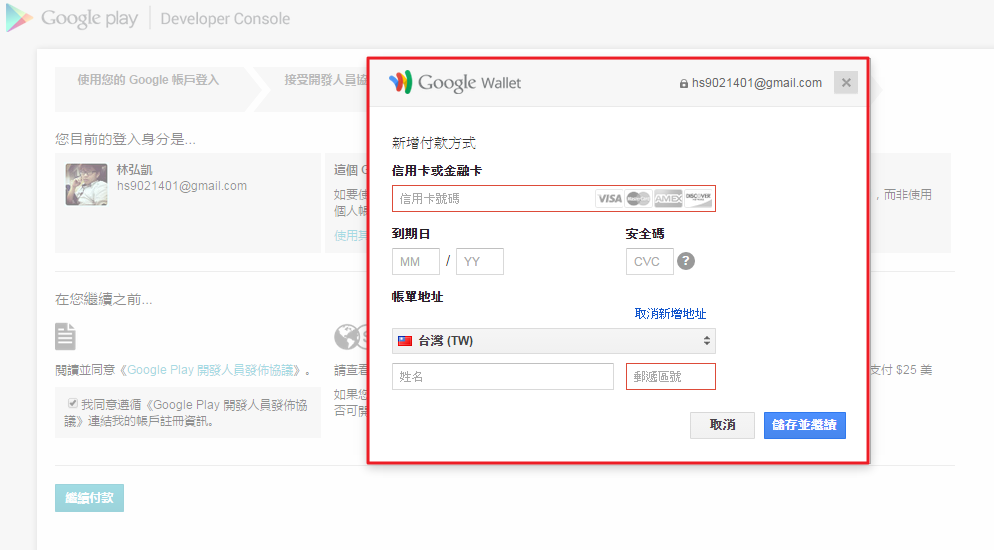 Google play Developer Console
使用您的 Google 帳戶登入
接受開發人員協
您目前的登入身分是...
林弘凱
hs9021401@gmail.com
這個 G
如要使
，而非使用
個人帳
使用其
在您繼續之前...
閱讀並同意《Google Play 開發人員發佈協議》。
請查看
支付 $25 美
我同意遵循《Google Play 開發人員發佈協
議》連結我的帳戶註冊資訊。
如果您
否可開
繼續付款
Google Wallet
hs9021401@gmail.com
新增付款方式
信用卡或金融卡
信用卡號碼
VISA
MasterCard
AMEX
DISCOVER
到期日
安全碼
MM / YY
CVC
?
帳單地址
取消新增地址
台灣 (TW)
姓名
郵遞區號
取消
儲存並繼續